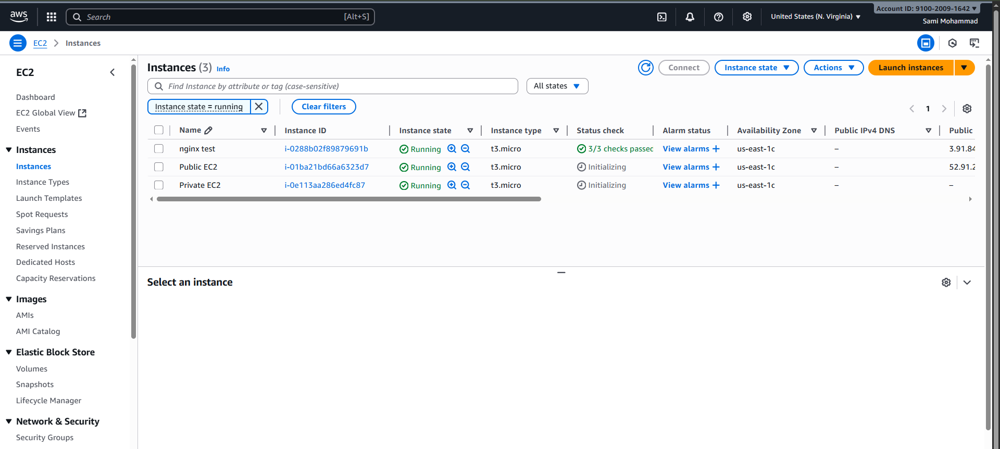 aws
Search [Alt+S]
United States (N. Virginia)
Account ID: 9100-2009-1642
Sami Mohammad
EC2 Instances
EC2
Dashboard
EC2 Global View
Events
Instances
Instances
Instance Types
Launch Templates
Spot Requests
Savings Plans
Reserved Instances
Dedicated Hosts
Capacity Reservations
Images
AMIs
AMI Catalog
Elastic Block Store
Volumes
Snapshots
Lifecycle Manager
Network & Security
Security Groups
Instances (3) Info
Connect Instance state Actions Launch instances
Find Instance by attribute or tag (case-sensitive) All states
Instance state = running Clear filters
1
Name Instance ID Instance state Instance type Status check Alarm status Availability Zone Public IPv4 DNS Public
nginx test i-0288b02f89879691b Running t3.micro 3/3 checks passed View alarms + us-east-1c – 3.91.84
Public EC2 i-01ba21bd66a6323d7 Running t3.micro Initializing View alarms + us-east-1c – 52.91.2
Private EC2 i-0e113aa286ed4fc87 Running t3.micro Initializing View alarms + us-east-1c – –
Select an instance